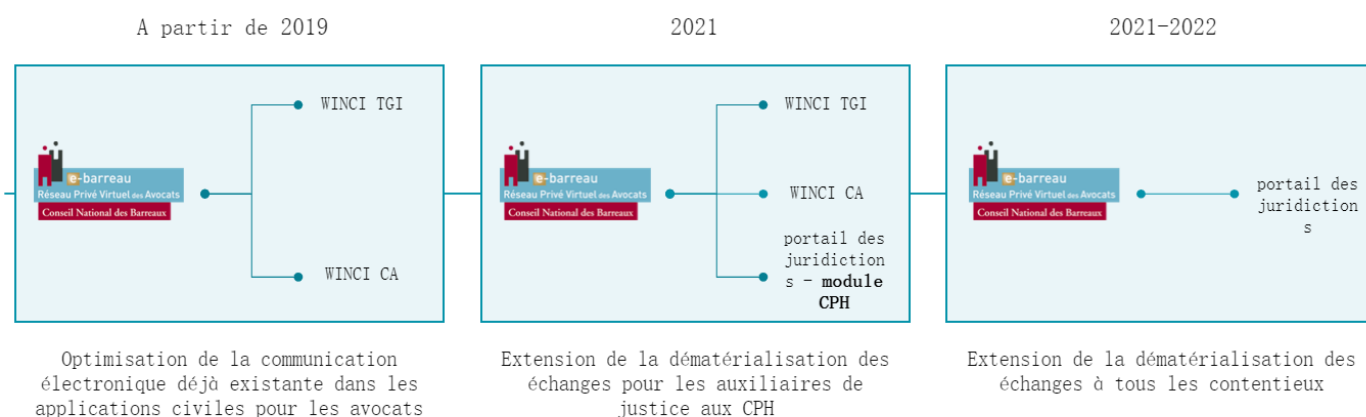 A partir de 2019
2021
2021-2022
WINCI TGI
e-barreau
Réseau Privé Virtuel des Avocats
Conseil National des Barreaux
WINCI CA
WINCI TGI
e-barreau
Réseau Privé Virtuel des Avocats
Conseil National des Barreaux
WINCI CA
portail des
juridiction
s - module
CPH
e-barreau
Réseau Privé Virtuel des Avocats
Conseil National des Barreaux
portail des
juridiction
s
Optimisation de la communication
électronique déjà existante dans les
applications civiles pour les avocats
Extension de la dématérialisation des
échanges pour les auxiliaires de
justice aux CPH
Extension de la dématérialisation des
échanges à tous les contentieux